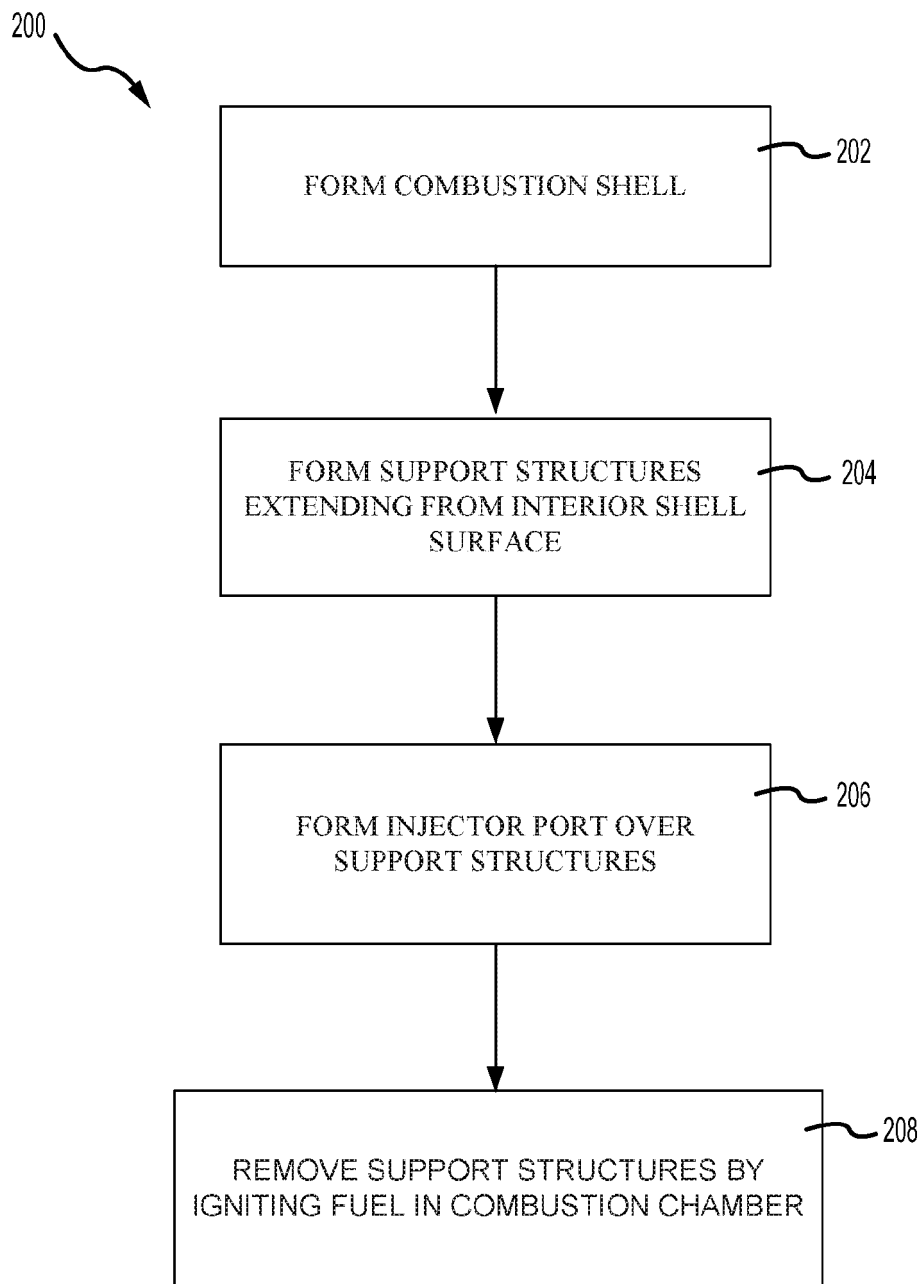 200
202
FORM COMBUSTION SHELL
204
FORM SUPPORT STRUCTURES
EXTENDING FROM INTERIOR SHELL
SURFACE
206
FORM INJECTOR PORT OVER
SUPPORT STRUCTURES
208
REMOVE SUPPORT STRUCTURES BY
IGNITING FUEL IN COMBUSTION CHAMBER